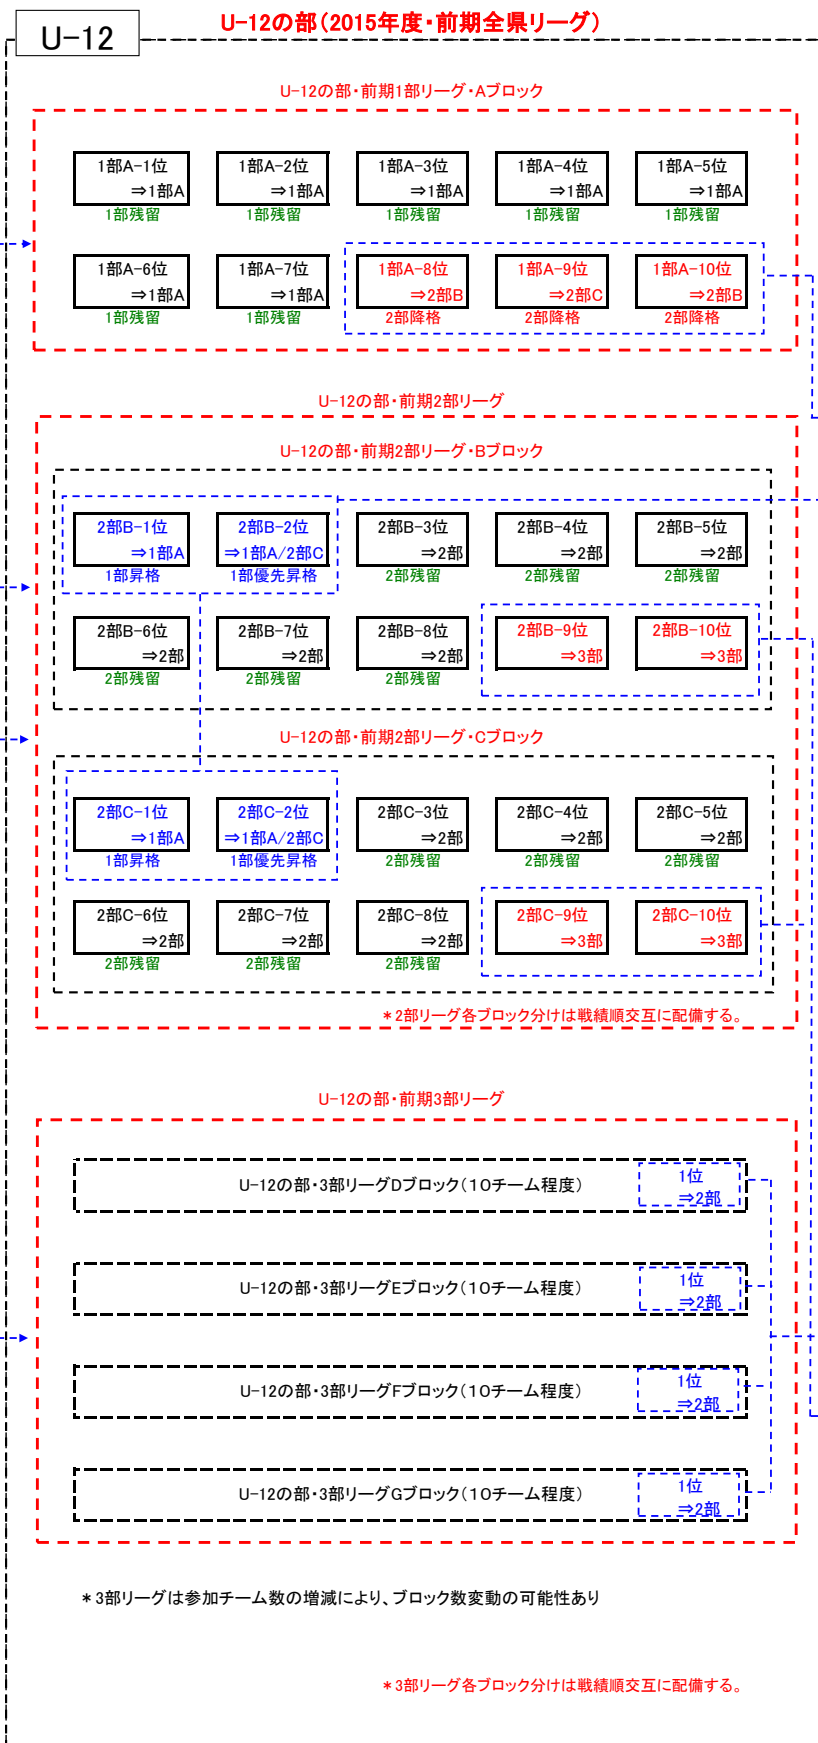 U-12の部(2015年度・前期全県リーグ)
U-12
U-12の部・前期1部リーグ・Aブロック
1部A-1位 1部A-2位 1部A-3位 1部A-4位 1部A-5位
⇒1部A ⇒1部A ⇒1部A ⇒1部A ⇒1部A
1部残留 1部残留 1部残留 1部残留 1部残留
1部A-6位 1部A-7位 1部A-8位 1部A-9位 1部A-10位
⇒1部A ⇒1部A ⇒2部B ⇒2部C ⇒2部B
1部残留 1部残留 2部降格 2部降格 2部降格
U-12の部・前期2部リーグ
U-12の部・前期2部リーグ・Bブロック
2部B-1位 2部B-2位 2部B-3位 2部B-4位 2部B-5位
⇒1部A ⇒1部A/2部C ⇒2部 ⇒2部 ⇒2部
1部昇格 1部優先昇格 2部残留 2部残留 2部残留
2部B-6位 2部B-7位 2部B-8位 2部B-9位 2部B-10位
⇒2部 ⇒2部 ⇒2部 ⇒3部 ⇒3部
2部残留 2部残留 2部残留
U-12の部・前期2部リーグ・Cブロック
2部C-1位 2部C-2位 2部C-3位 2部C-4位 2部C-5位
⇒1部A ⇒1部A/2部C ⇒2部 ⇒2部 ⇒2部
1部昇格 1部優先昇格 2部残留 2部残留 2部残留
2部C-6位 2部C-7位 2部C-8位 2部C-9位 2部C-10位
⇒2部 ⇒2部 ⇒2部 ⇒3部 ⇒3部
2部残留 2部残留 2部残留
*2部リーグ各ブロック分けは戦績順交互に配備する。
U-12の部・前期3部リーグ
U-12の部・3部リーグDブロック(10チーム程度) 1位
⇒2部
U-12の部・3部リーグEブロック(10チーム程度) 1位
⇒2部
U-12の部・3部リーグFブロック(10チーム程度) 1位
⇒2部
U-12の部・3部リーグGブロック(10チーム程度) 1位
⇒2部
*3部リーグは参加チーム数の増減により、ブロック数変動の可能性あり
*3部リーグ各ブロック分けは戦績順交互に配備する。